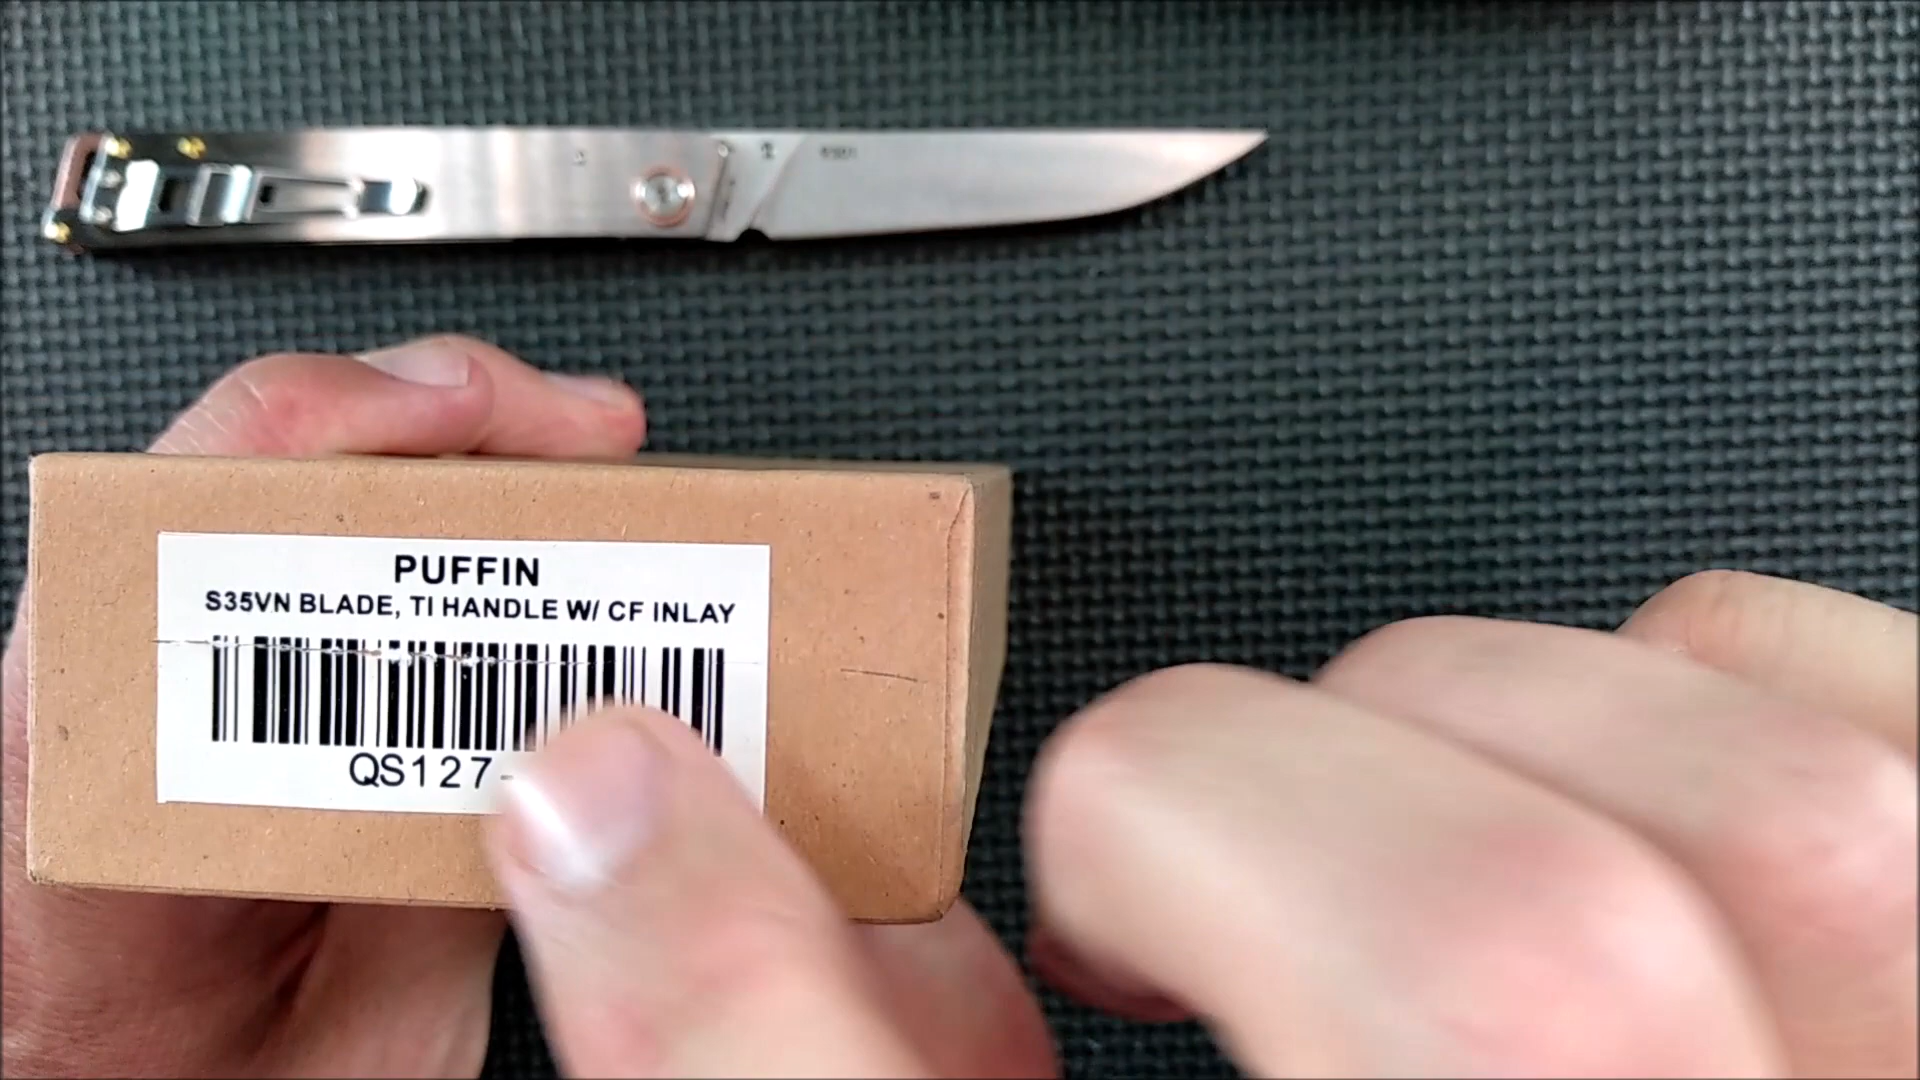 PUFFIN
S35VN BLADE, TI HANDLE W/ CF INLAY
QS127-